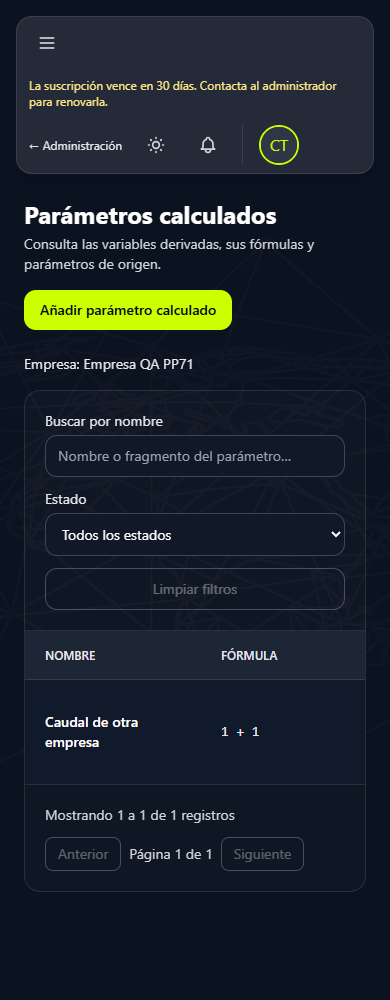 La suscripción vence en 30 días. Contacta al administrador
para renovarla.
← Administración
CT
Parámetros calculados
Consulta las variables derivadas, sus fórmulas y
parámetros de origen.
Añadir parámetro calculado
Empresa: Empresa QA PP71
Buscar por nombre
Nombre o fragmento del parámetro...
Estado
Todos los estados
Limpiar filtros
NOMBRE FÓRMULA
Caudal de otra
empresa
1 + 1
Mostrando 1 a 1 de 1 registros
Anterior Página 1 de 1 Siguiente